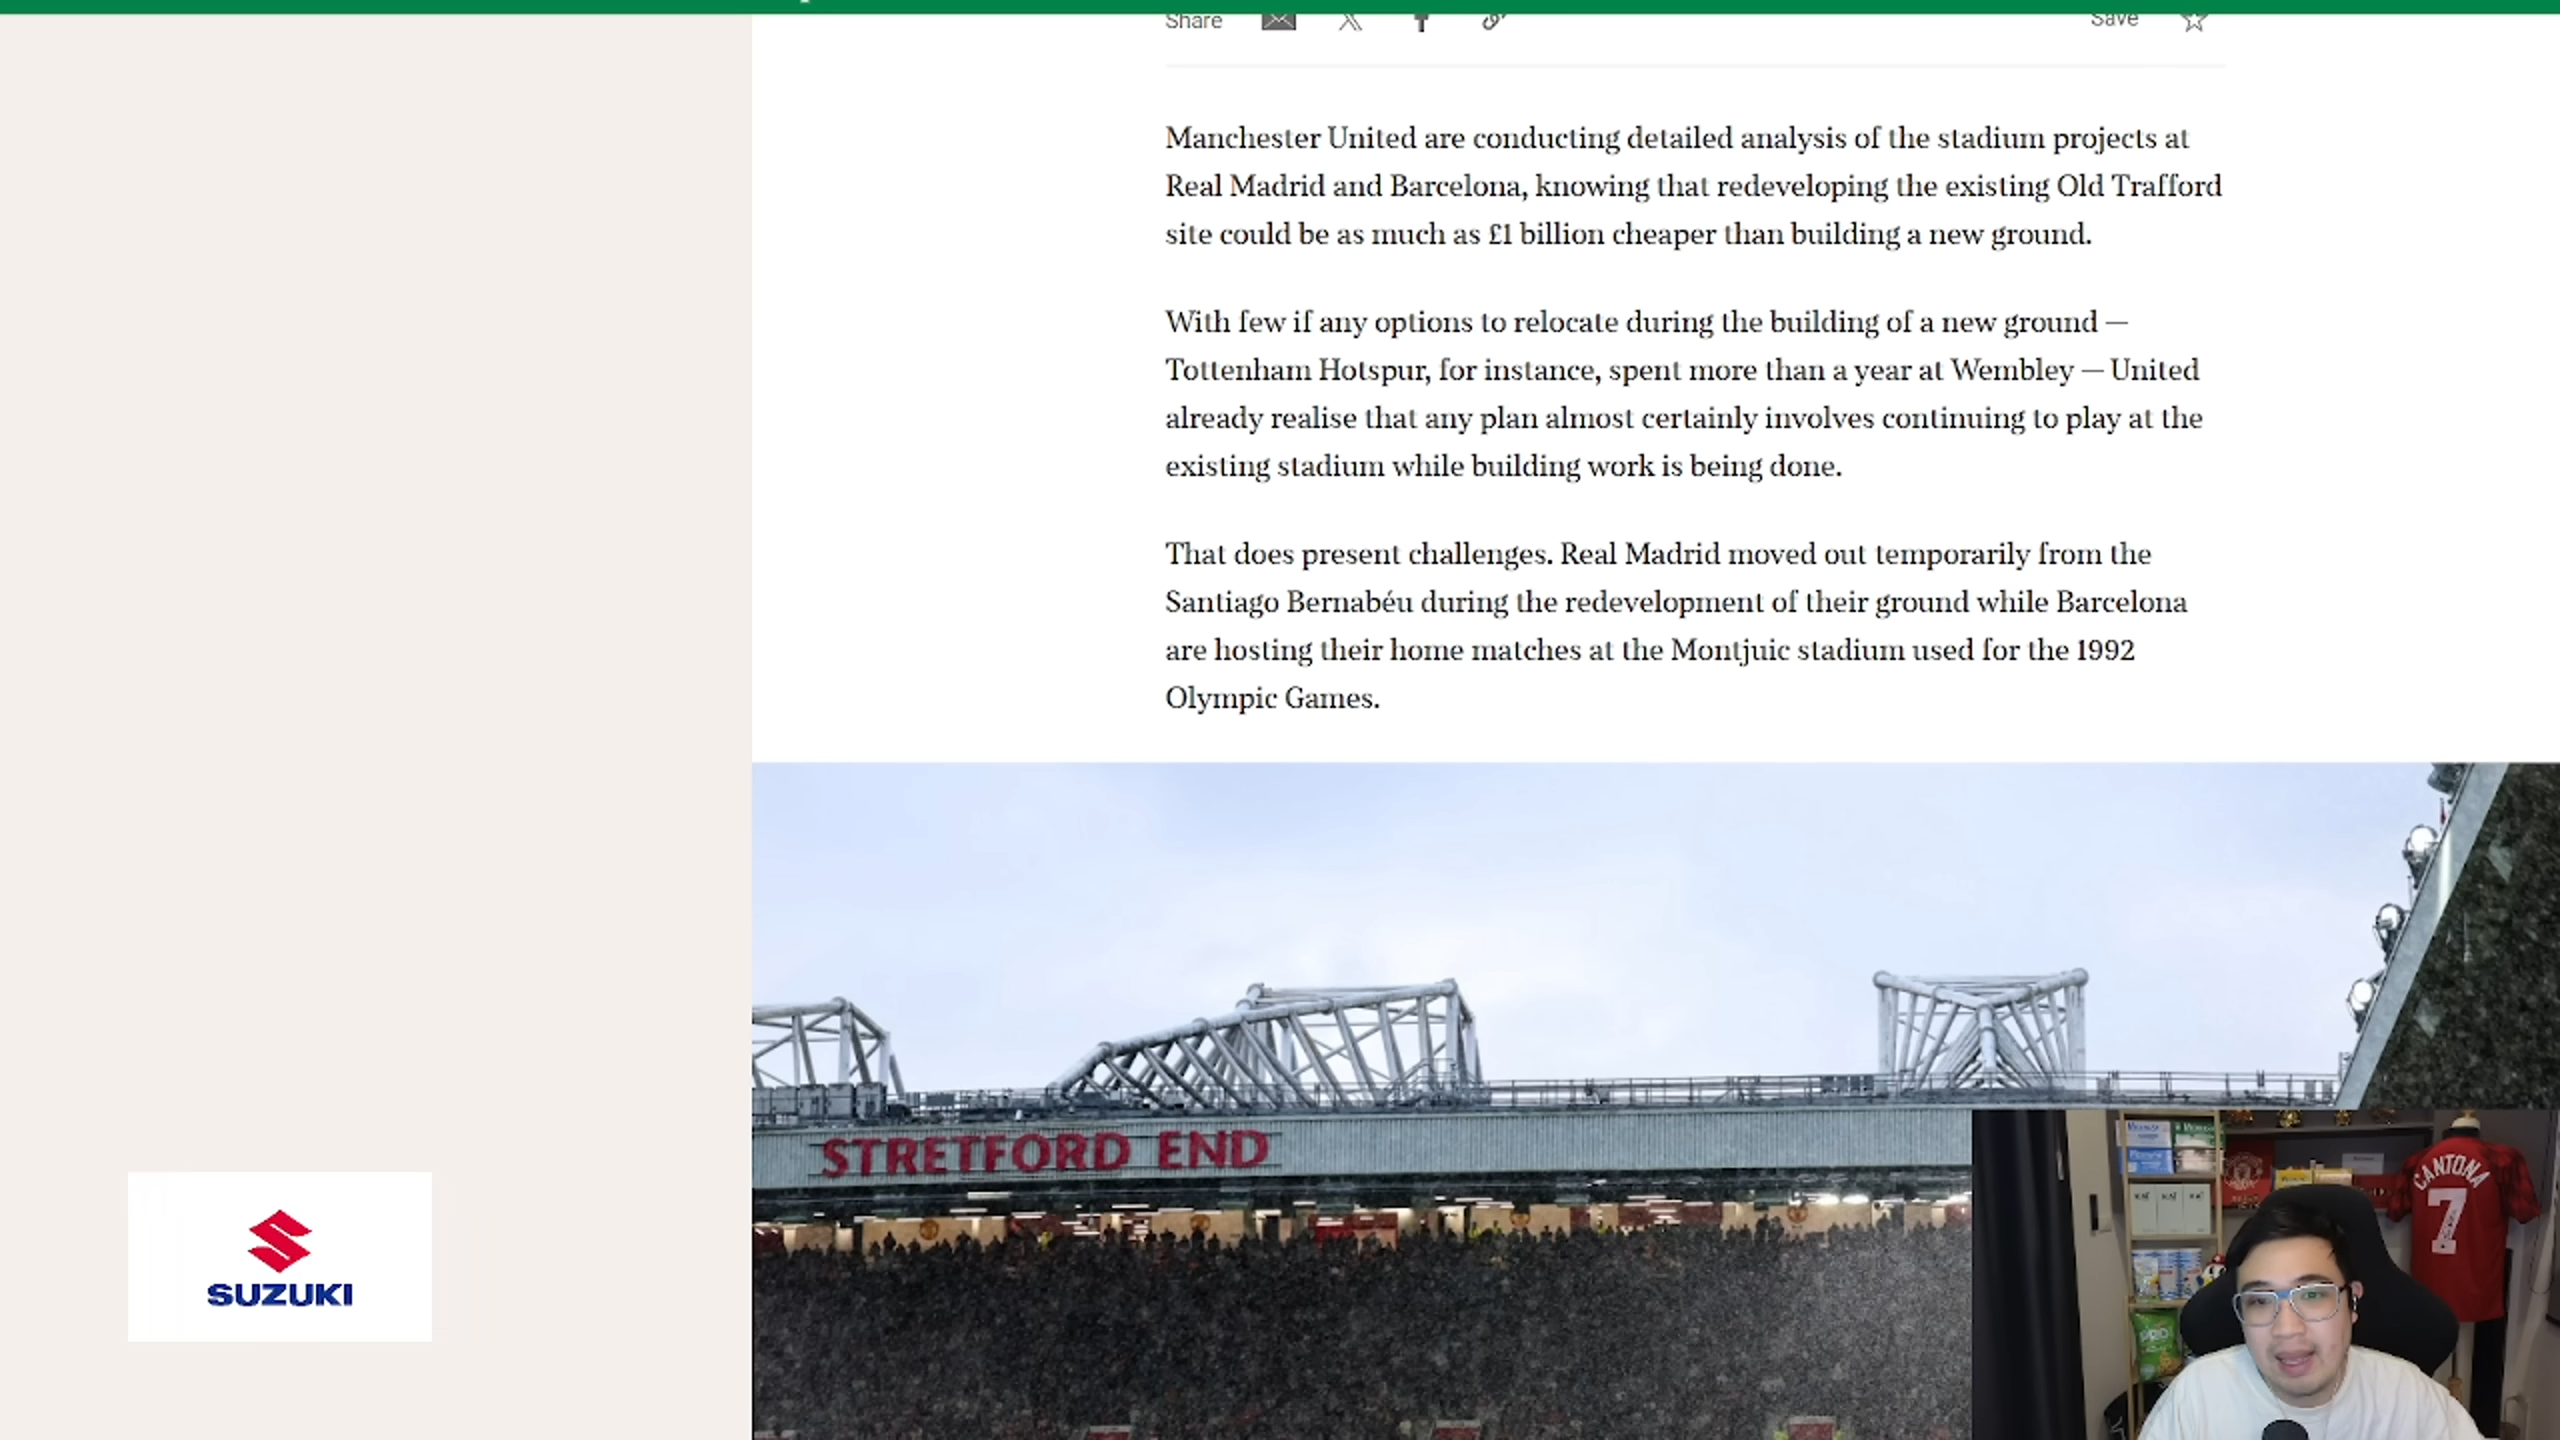 Share
Save
Manchester United are conducting detailed analysis of the stadium projects at
Real Madrid and Barcelona, knowing that redeveloping the existing Old Trafford
site could be as much as £1 billion cheaper than building a new ground.
With few if any options to relocate during the building of a new ground —
Tottenham Hotspur, for instance, spent more than a year at Wembley — United
already realise that any plan almost certainly involves continuing to play at the
existing stadium while building work is being done.
That does present challenges. Real Madrid moved out temporarily from the
Santiago Bernabéu during the redevelopment of their ground while Barcelona
are hosting their home matches at the Montjuic stadium used for the 1992
Olympic Games.
STRETFORD END
SUZUKI
CANTONA
7